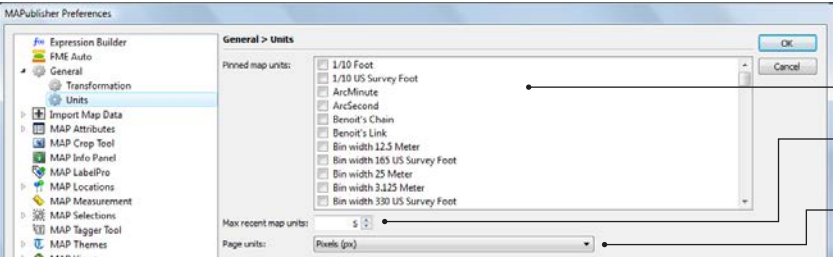 MAPublisher Preferences
Expression Builder
FME Auto
General
Transformation
Units
Import Map Data
MAP Attributes
MAP Crop Tool
MAP Info Panel
MAP LabelPro
MAP Locations
MAP Measurement
MAP Selections
MAP Tagger Tool
MAP Themes
General > Units
Pinned map units:
1/10 Foot
1/10 US Survey Foot
ArcMinute
ArcSecond
Benoit's Chain
Benoit's Link
Bin width 12.5 Meter
Bin width 165 US Survey Foot
Bin width 25 Meter
Bin width 3.125 Meter
Bin width 330 US Survey Foot
Max recent map units:
5
Page units:
Pixels (px)
OK
Cancel